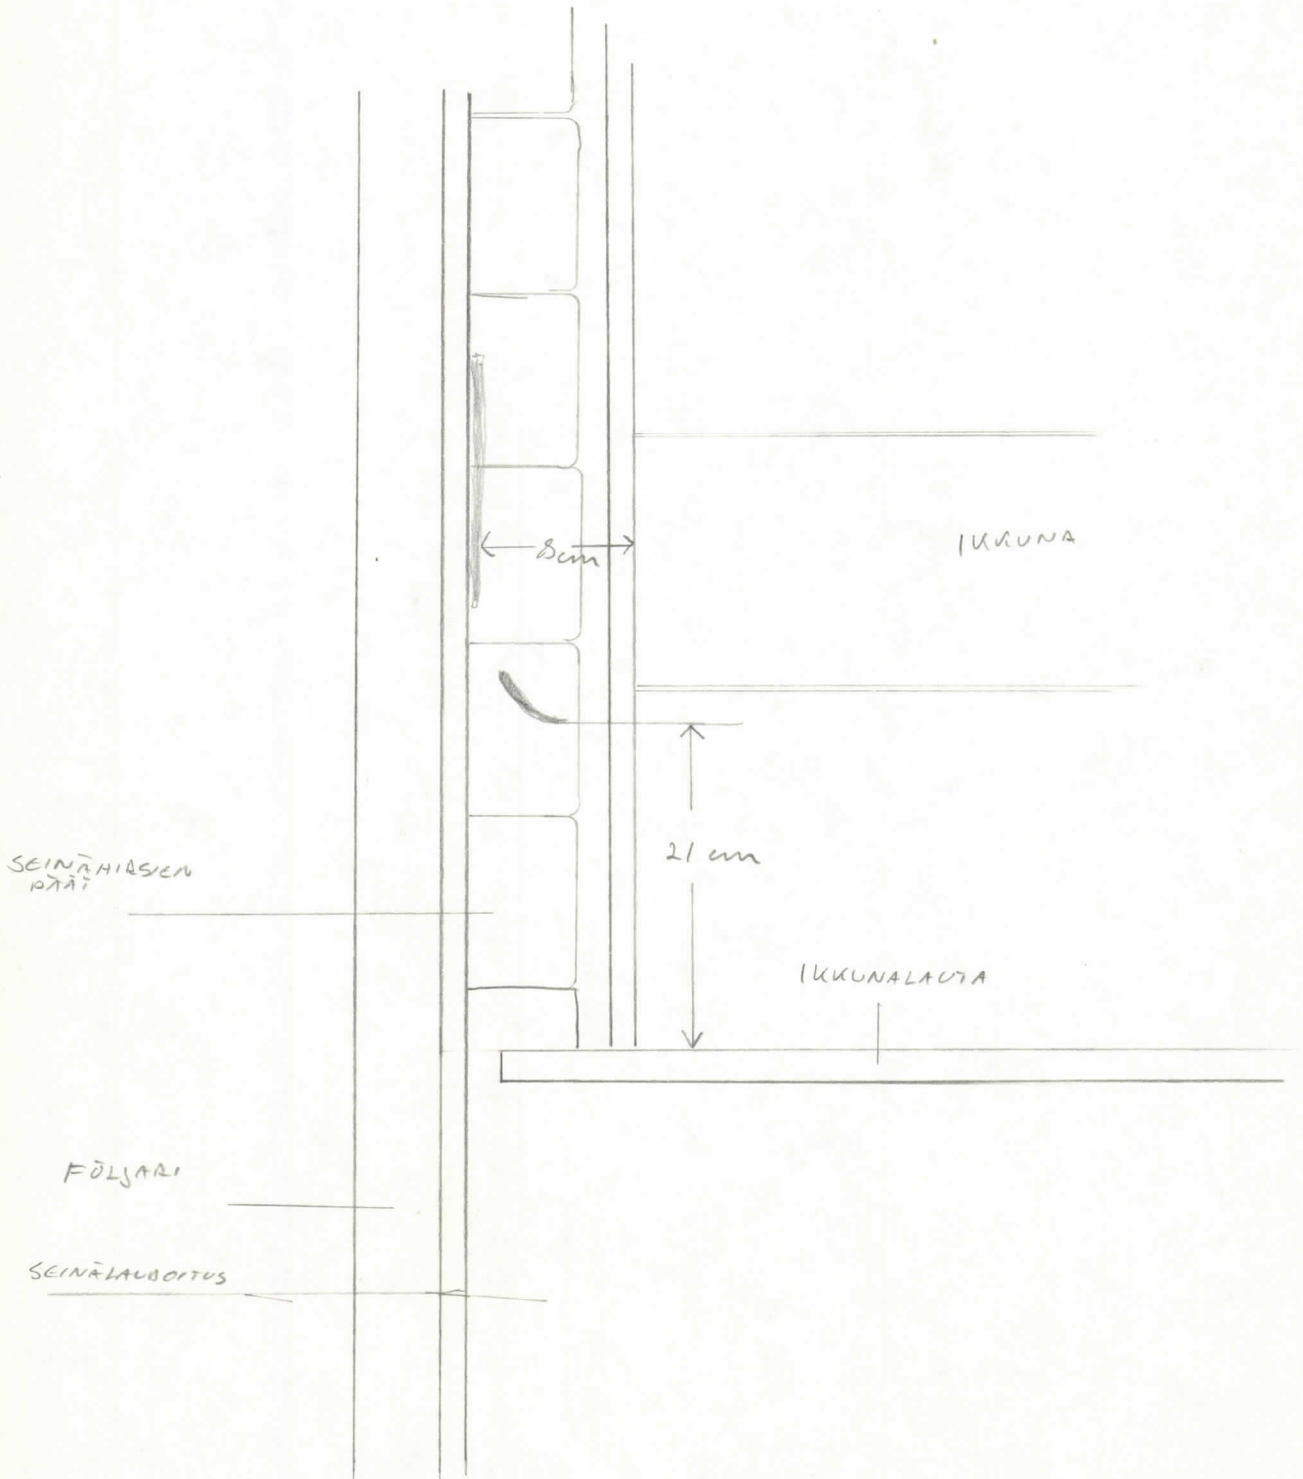 8cm
IKKUNA
21 cm
SEINÄHIRSIEN
PÄÄT
IKKUNALAUTA
FÖLJARI
SEINÄLAUDOITUS